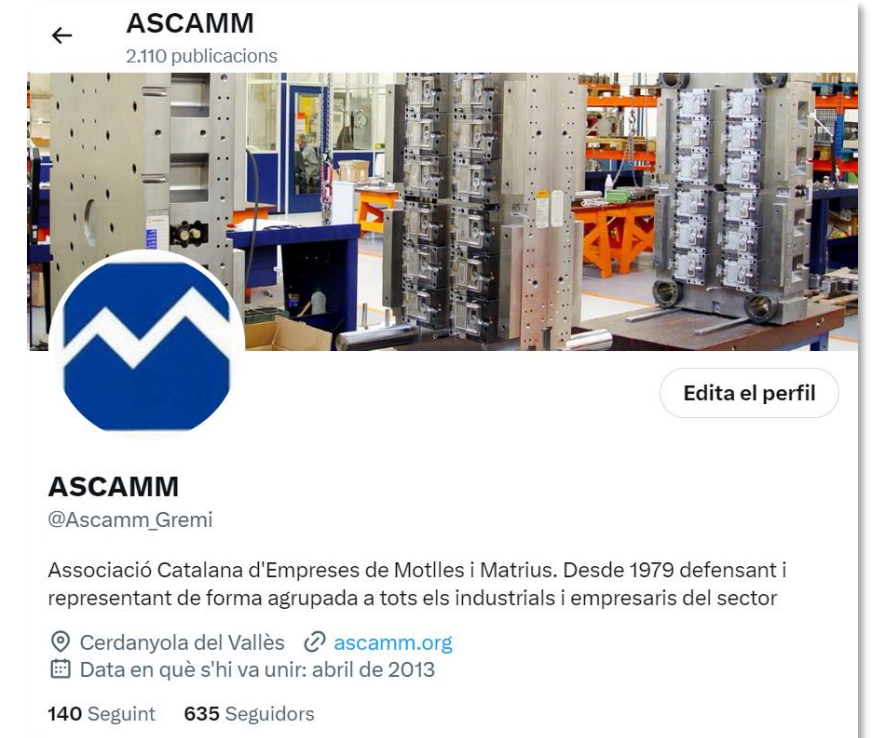 ASCAMM
2.110 publicacions
Edita el perfil
ASCAMM
@Ascamm_Gremi
Associació Catalana d'Empreses de Motlles i Matrius. Desde 1979 defensant i
representant de forma agrupada a tots els industrials i empresaris del sector
Cerdanyola del Vallès ascamm.org
Data en què s'hi va unir: abril de 2013
140 Seguint 635 Seguidors